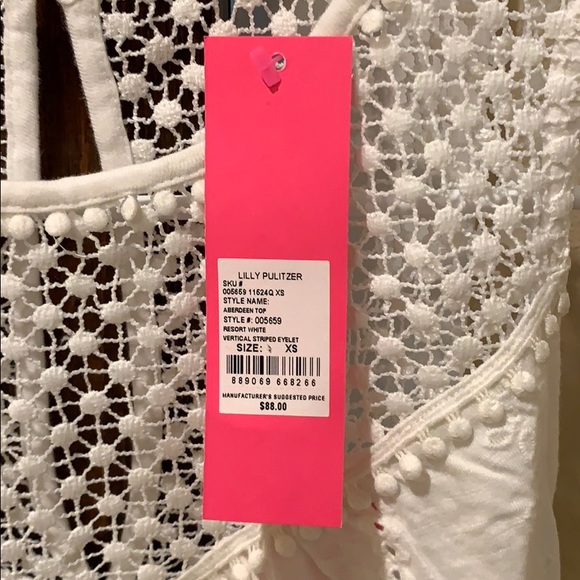 LILLY PULITZER
SKU #
005659 11524Q XS
STYLE NAME:
ABERDEEN TOP
STYLE #: 005659
RESORT WHITE
VERTICAL STRIPED EYELET
SIZE: XS
889069 668266
MANUFACTURER'S SUGGESTED PRICE
$88.00